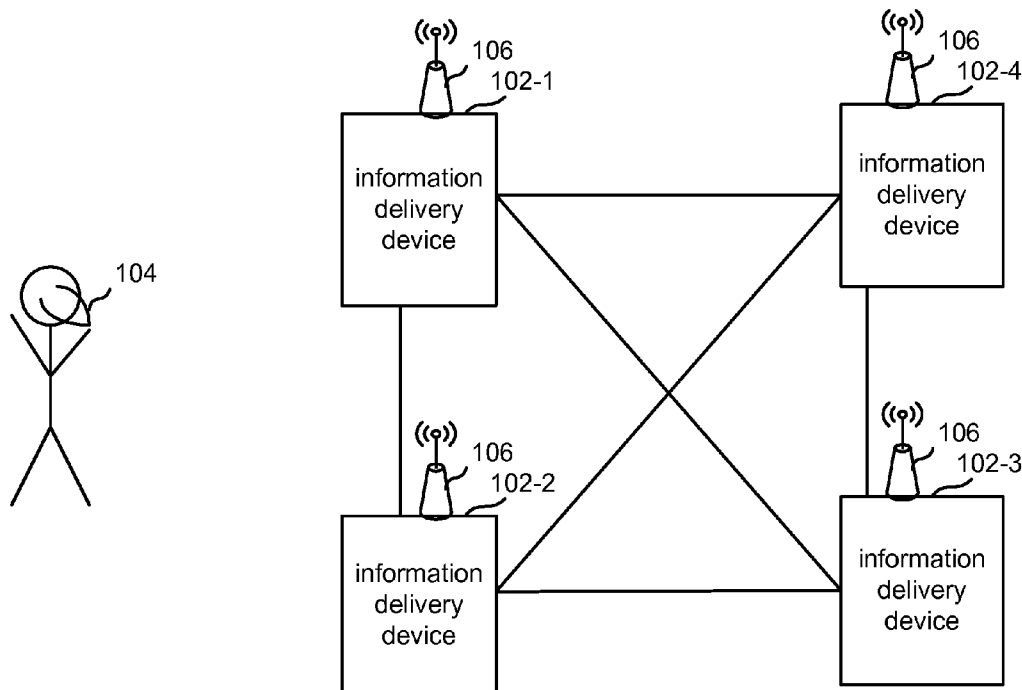 106
102-1
information
delivery
device
106
102-4
information
delivery
device
104
106
102-2
information
delivery
device
106
102-3
information
delivery
device